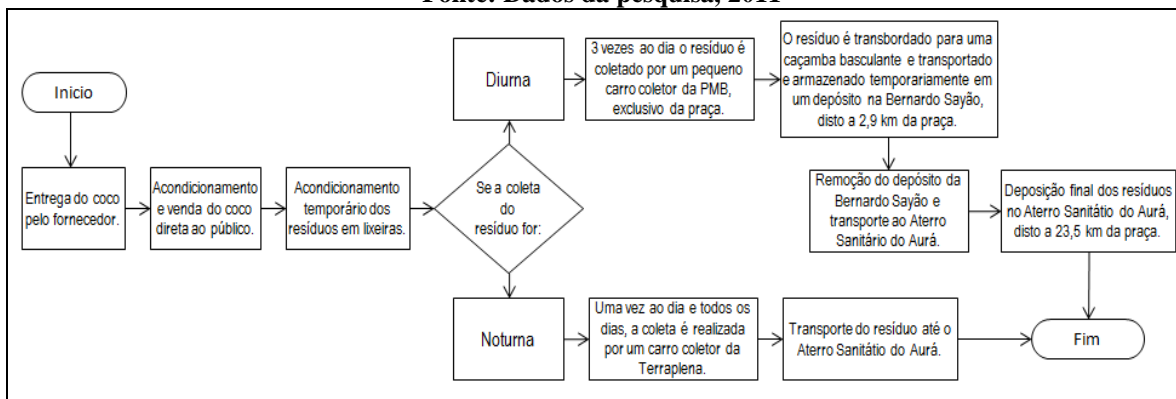 Fonte: Dados da pesquisa, 2011
Inicio
Entrega do coco
pelo fornecedor.
Acondicionamento
e venda do coco
direta ao público.
Acondicionamento
temporário dos
resíduos em lixeiras.
Se a coleta
do
resíduo for:
Diurna
3 vezes ao dia o resíduo é
coletado por um pequeno
carro coletor da PMB,
exclusivo da praça.
O resíduo é transbordado para uma
caçamba basculante e transportado
e armazenado temporariamente em
um depósito na Bernardo Sayão,
disto a 2,9 km da praça.
Remoção do depósito da
Bernardo Sayão e
transporte ao Aterro
Sanitário do Aurá.
Deposição final dos resíduos
no Aterro Sanitátio do Aurá,
disto a 23,5 km da praça.
Noturna
Uma vez ao dia e todos os
dias, a coleta é realizada
por um carro coletor da
Terraplena.
Transporte do resíduo até o
Aterro Sanitátio do Aurá.
Fim